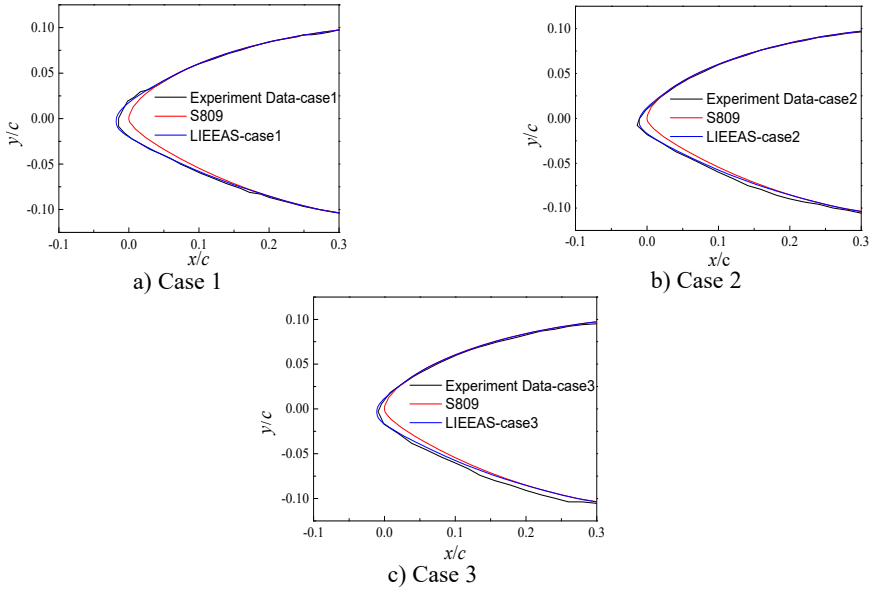 0.10
0.05
0.00
-0.05
-0.10
y/c
Experiment Data-case1
S809
LIEEAS-case1
-0.1 0.0 0.1 0.2 0.3
x/c
a) Case 1
0.10
0.05
0.00
-0.05
-0.10
y/c
Experiment Data-case2
S809
LIEEAS-case2
-0.1 0.0 0.1 0.2 0.3
x/c
b) Case 2
0.10
0.05
0.00
-0.05
-0.10
y/c
Experiment Data-case3
S809
LIEEAS-case3
-0.1 0.0 0.1 0.2 0.3
x/c
c) Case 3